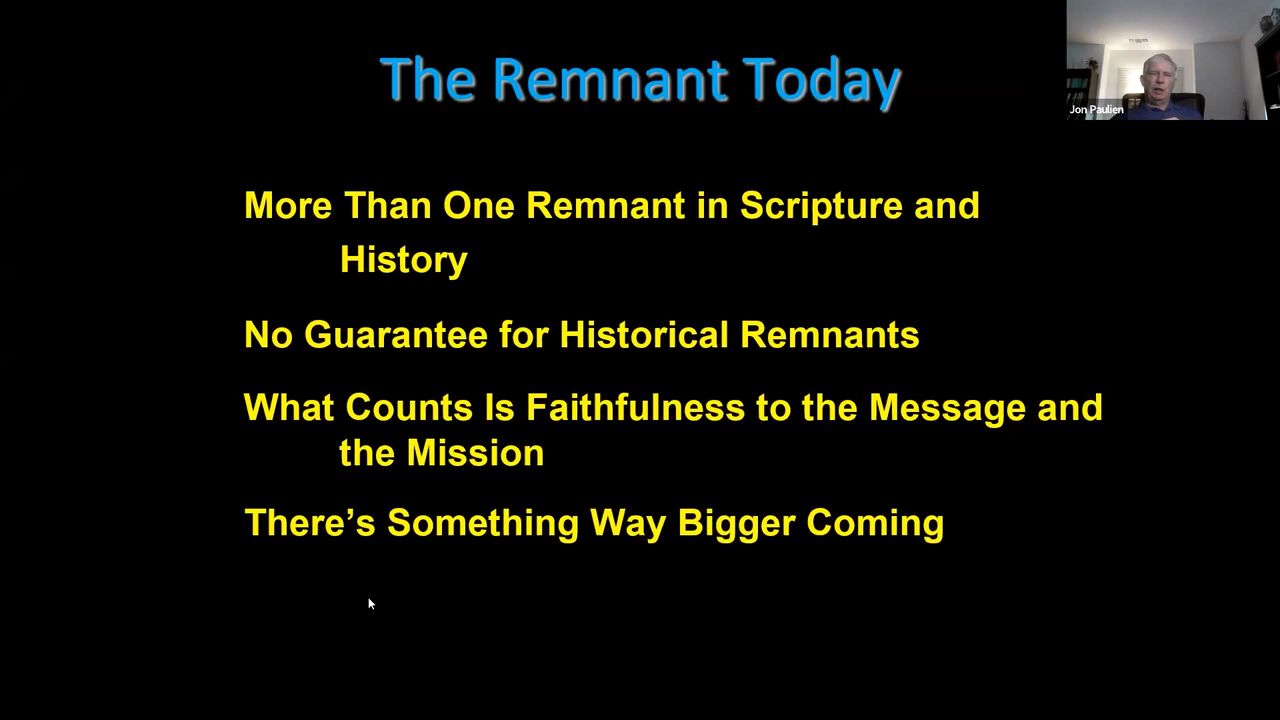 The Remnant Today
Jon Paulien
More Than One Remnant in Scripture and
History
No Guarantee for Historical Remnants
What Counts Is Faithfulness to the Message and
the Mission
There’s Something Way Bigger Coming